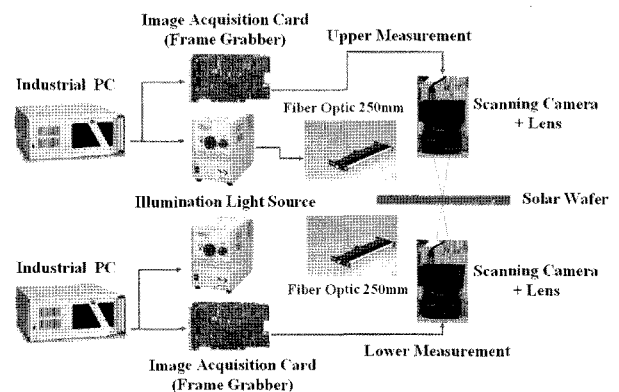 Image Acquisition Card
(Frame Grabber)
Upper Measurement
Industrial PC
Fiber Optic 250mm
Scanning Camera
+ Lens
Illumination Light Source
Solar Wafer
Industrial PC
Fiber Optic 250mm
Scanning Camera
+ Lens
Image Acquisition Card
(Frame Grabber)
Lower Measurement